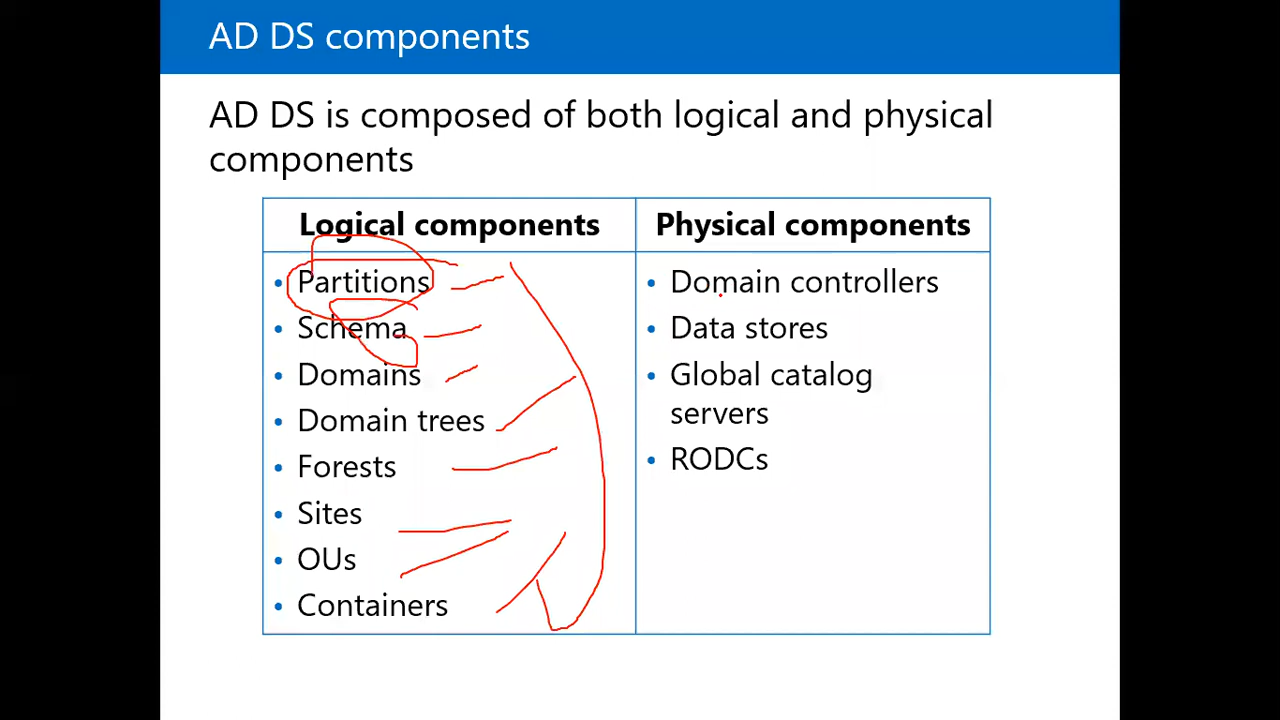 AD DS components
AD DS is composed of both logical and physical
components
Logical components
Physical components
• Partitions
• Schema
• Domains
• Domain trees
• Forests
• Sites
• OUs
• Containers
• Domain controllers
• Data stores
• Global catalog
servers
• RODCs